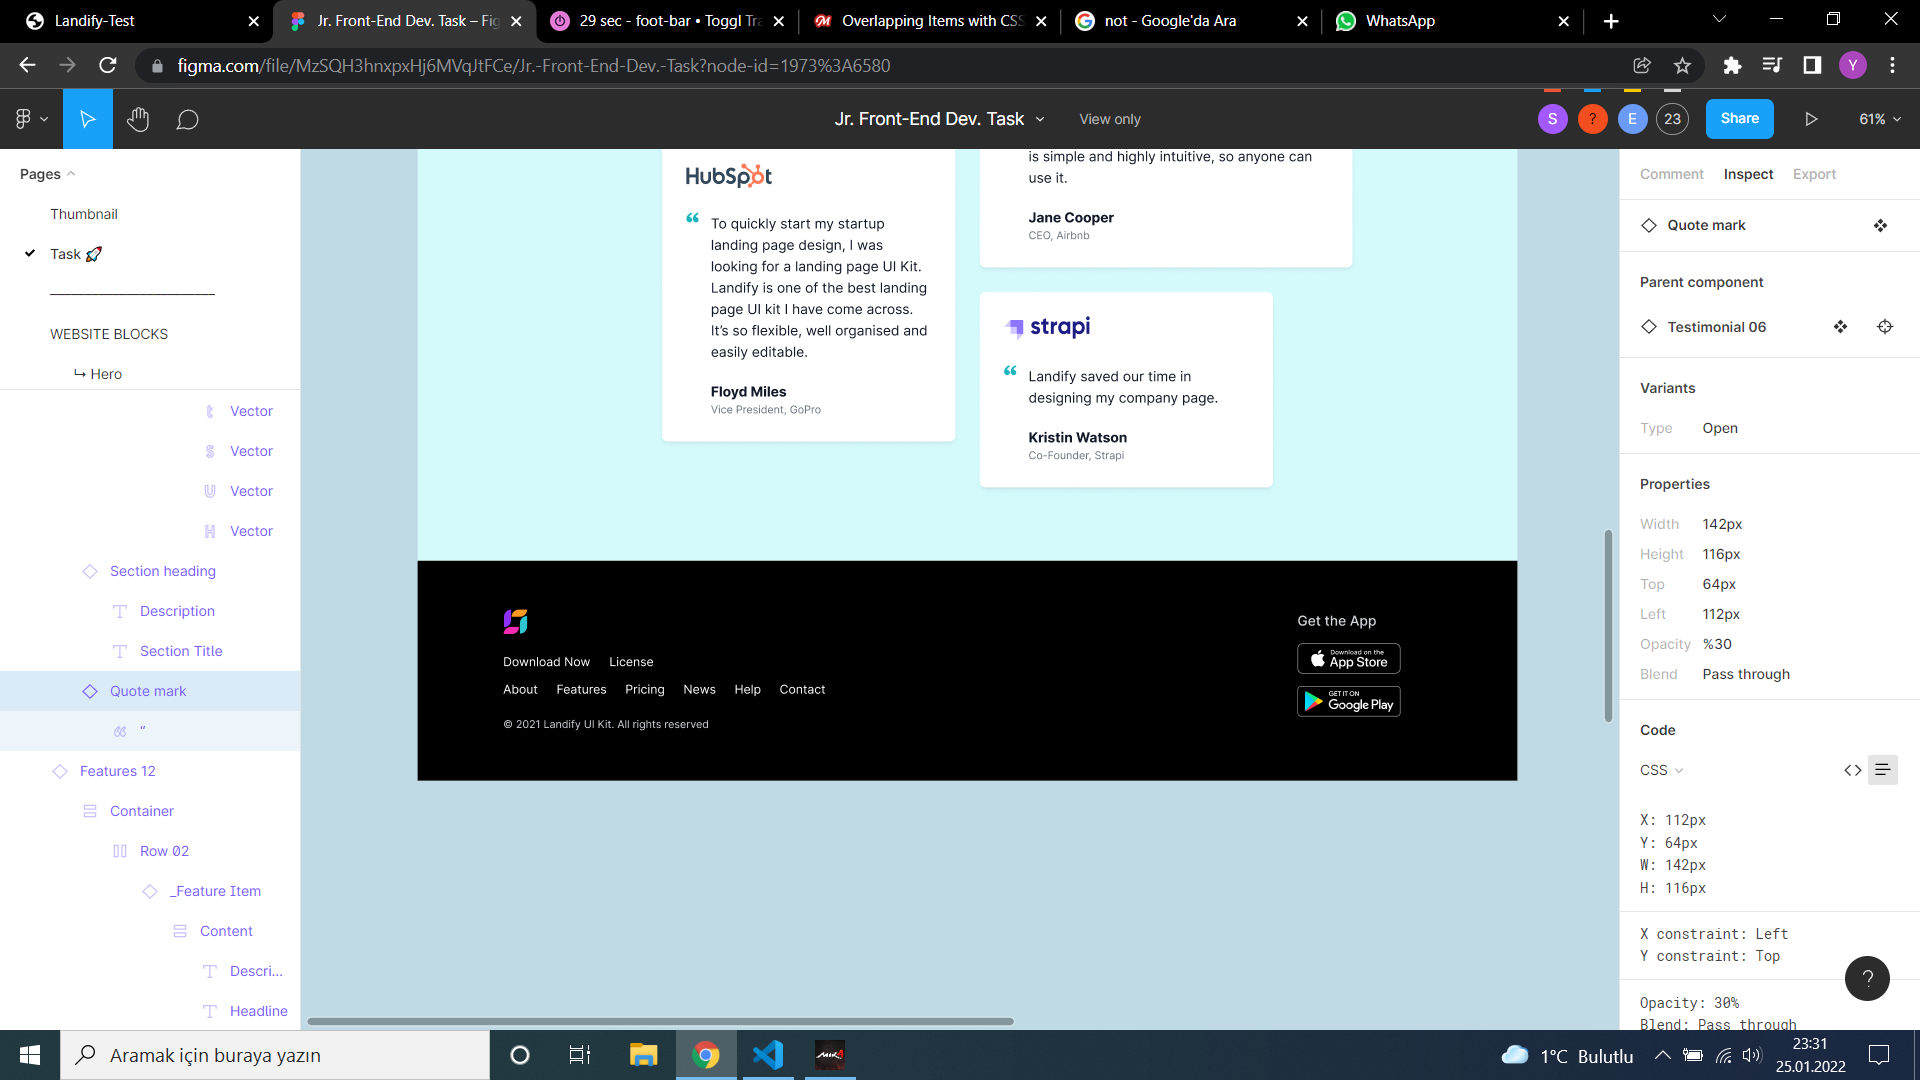 Landify-Test
Jr. Front-End Dev. Task – Fig
29 sec - foot-bar • Toggl Tra
Overlapping Items with CSS
not - Google'da Ara
WhatsApp
figma.com/file/MzSQH3hnxpxHj6MVqJtFCe/Jr.-Front-End-Dev.-Task?node-id=1973%3A6580
Y
Jr. Front-End Dev. Task
View only
S
?
E
23
Share
61%
Pages
Thumbnail
Task 🚀
WEBSITE BLOCKS
↪ Hero
Vector
Vector
Vector
Vector
Section heading
Description
Section Title
Quote mark
“
Features 12
Container
Row 02
_Feature Item
Content
Descri...
Headline
HubSpot
“ To quickly start my startup
landing page design, I was
looking for a landing page UI Kit.
Landify is one of the best landing
page UI kit I have come across.
It’s so flexible, well organised and
easily editable.
Floyd Miles
Vice President, GoPro
is simple and highly intuitive, so anyone can
use it.
Jane Cooper
CEO, Airbnb
strapi
“ Landify saved our time in
designing my company page.
Kristin Watson
Co-Founder, Strapi
Download Now License
About Features Pricing News Help Contact
© 2021 Landify UI Kit. All rights reserved
Get the App
Download on the
App Store
GET IT ON
Google Play
Comment Inspect Export
Quote mark
Parent component
Testimonial 06
Variants
Type Open
Properties
Width 142px
Height 116px
Top 64px
Left 112px
Opacity %30
Blend Pass through
Code
CSS
X: 112px
Y: 64px
W: 142px
H: 116px
X constraint: Left
Y constraint: Top
Opacity: 30%
Blend: Pass through
?
Aramak için buraya yazın
1°C Bulutlu
23:31
25.01.2022